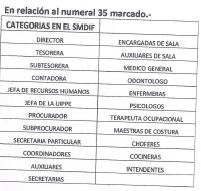 En relación al numeral 35 marcado.-
CATEGORIAS EN EL SMDIF
DIRECTOR
TESORERA
SUBTESORERA
CONTADORA
JEFA DE RECURSOS HUMANOS
JEFA DE LA UIPPE
PROCURADOR
SUBPROCURADOR
SECRETARIA PARTICULAR
COORDINADORES
AUXILIARES
SECRETARIAS
ENCARGADAS DE SALA
AUXILIARES DE SALA
MEDICO GENERAL
ODONTOLOGO
ENFERMERAS
PSICOLOGOS
TERAPEUTA OCUPACIONAL
MAESTRAS DE COSTURA
CHOFERES
COCINERAS
INTENDENTES